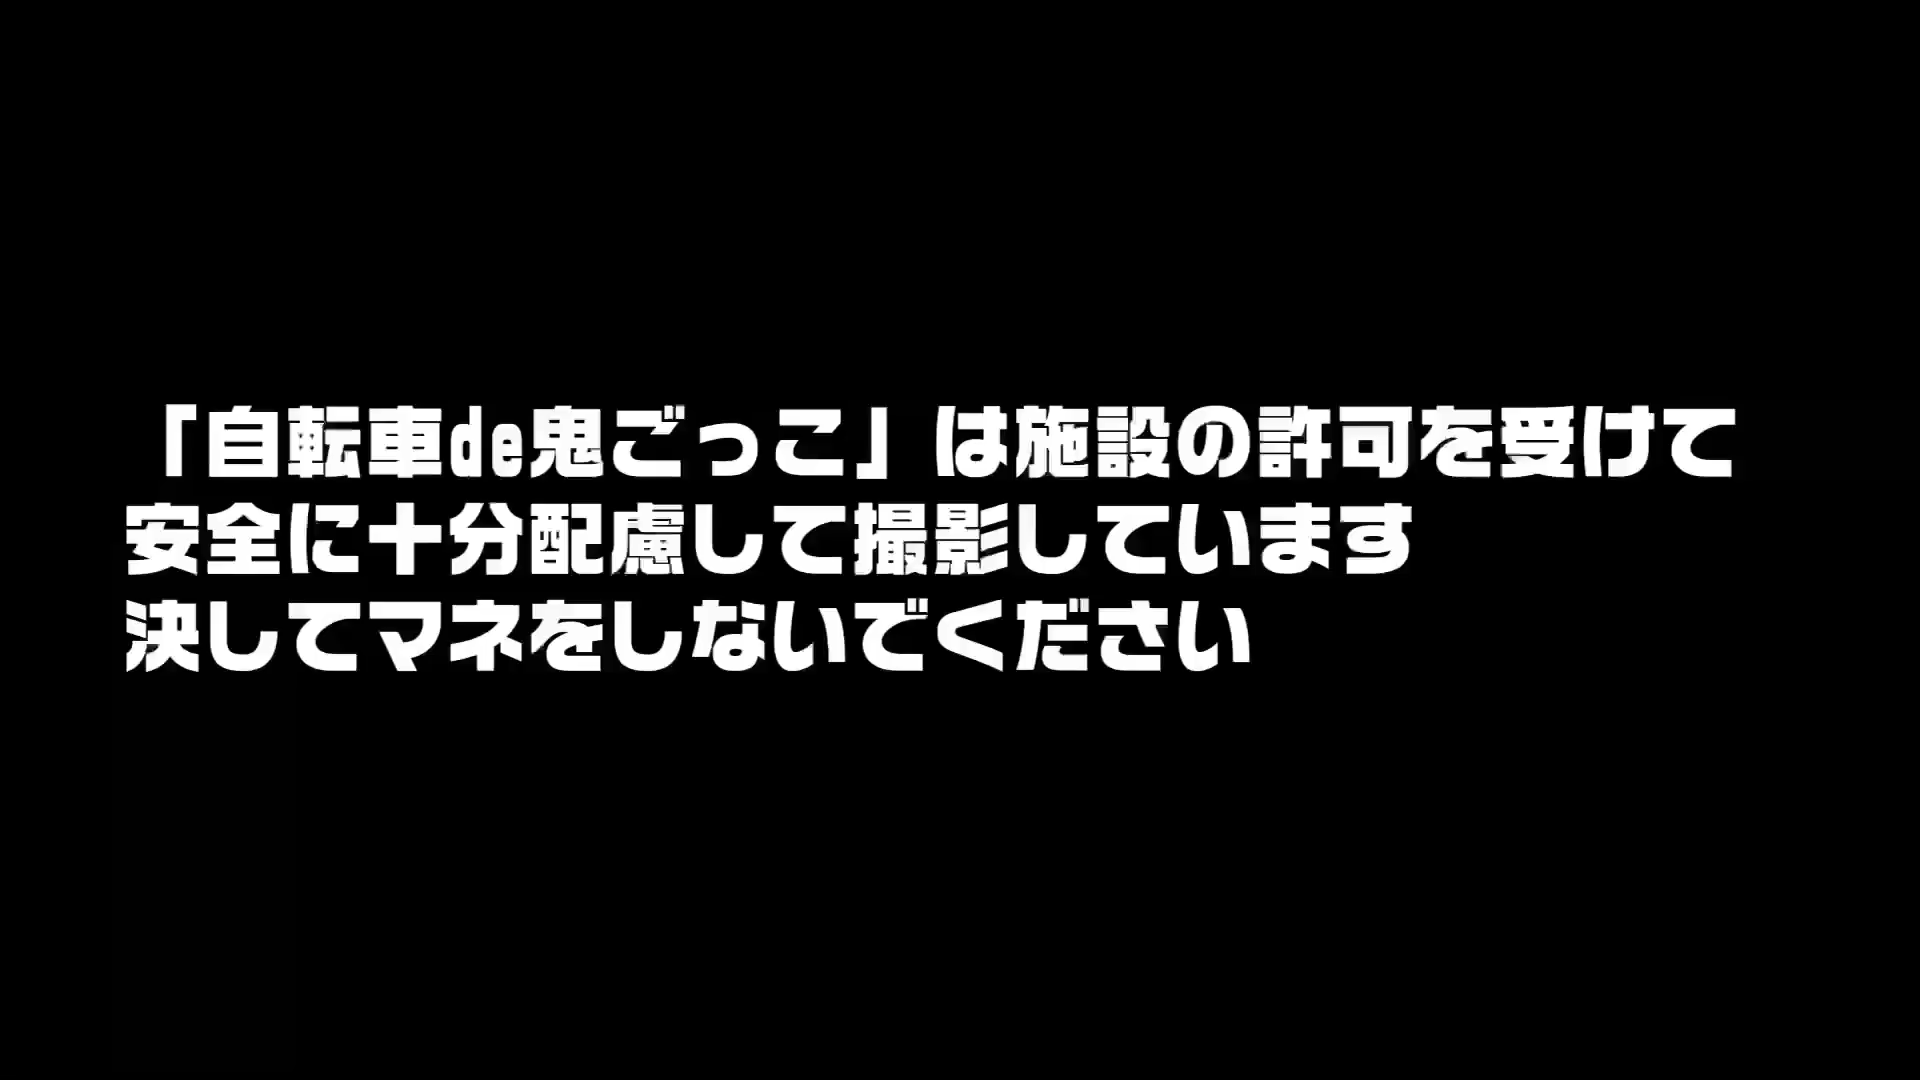 「自転車de鬼ごっこ」は施設の許可を受けて
安全に十分配慮して撮影しています
決してマネをしないでください